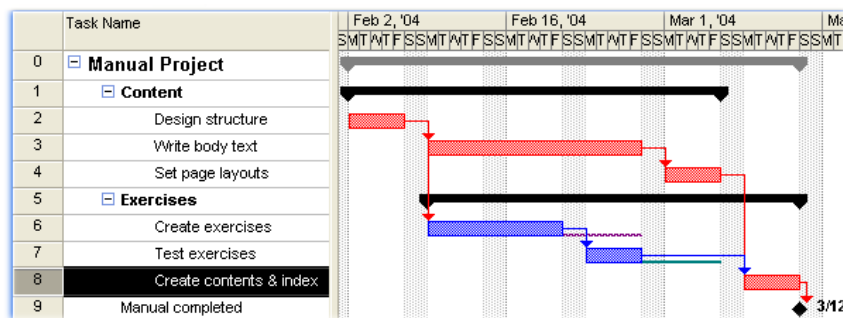 Task Name
Feb 2, '04 Feb 16, '04 Mar 1, '04
0 Manual Project
1 Content
2 Design structure
3 Write body text
4 Set page layouts
5 Exercises
6 Create exercises
7 Test exercises
8 Create contents & index
9 Manual completed 3/12